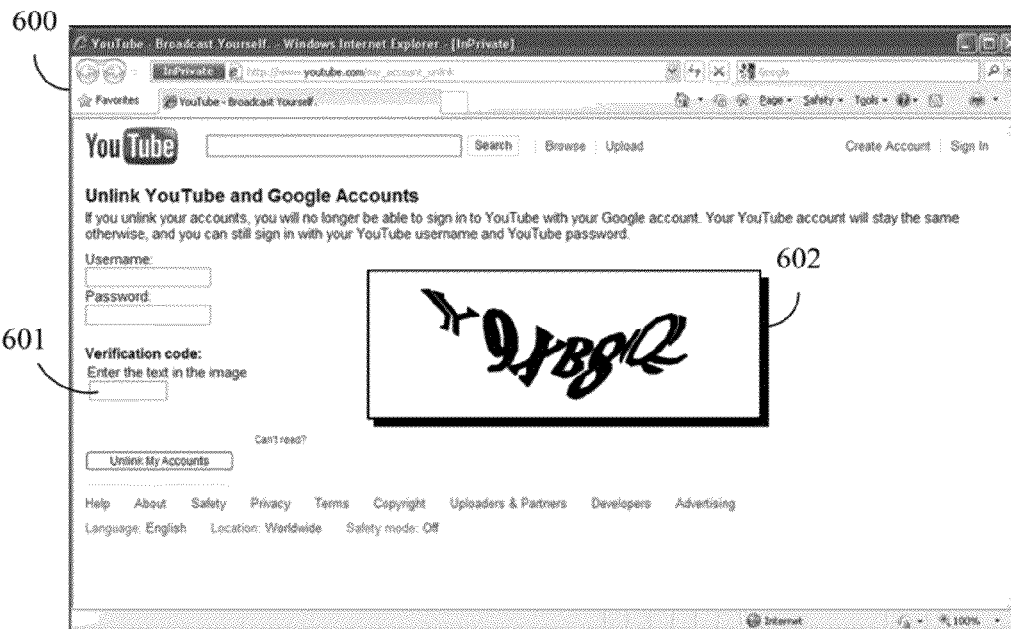 600
YouTube - Broadcast Yourself. - Windows Internet Explorer - [InPrivate]
InPrivate http://www.youtube.com/my_account_unlink Google
Favorites YouTube - Broadcast Yourself. Page Safety Tools
YouTube Search Browse Upload Create Account Sign In
Unlink YouTube and Google Accounts
If you unlink your accounts, you will no longer be able to sign in to YouTube with your Google account. Your YouTube account will stay the same
otherwise, and you can still sign in with your YouTube username and YouTube password.
Username:
602
Password:
601
Verification code:
Enter the text in the image
Can't read?
Unlink My Accounts
Help About Safety Privacy Terms Copyright Uploaders & Partners Developers Advertising
Language: English Location: Worldwide Safety mode: Off
Internet 100%